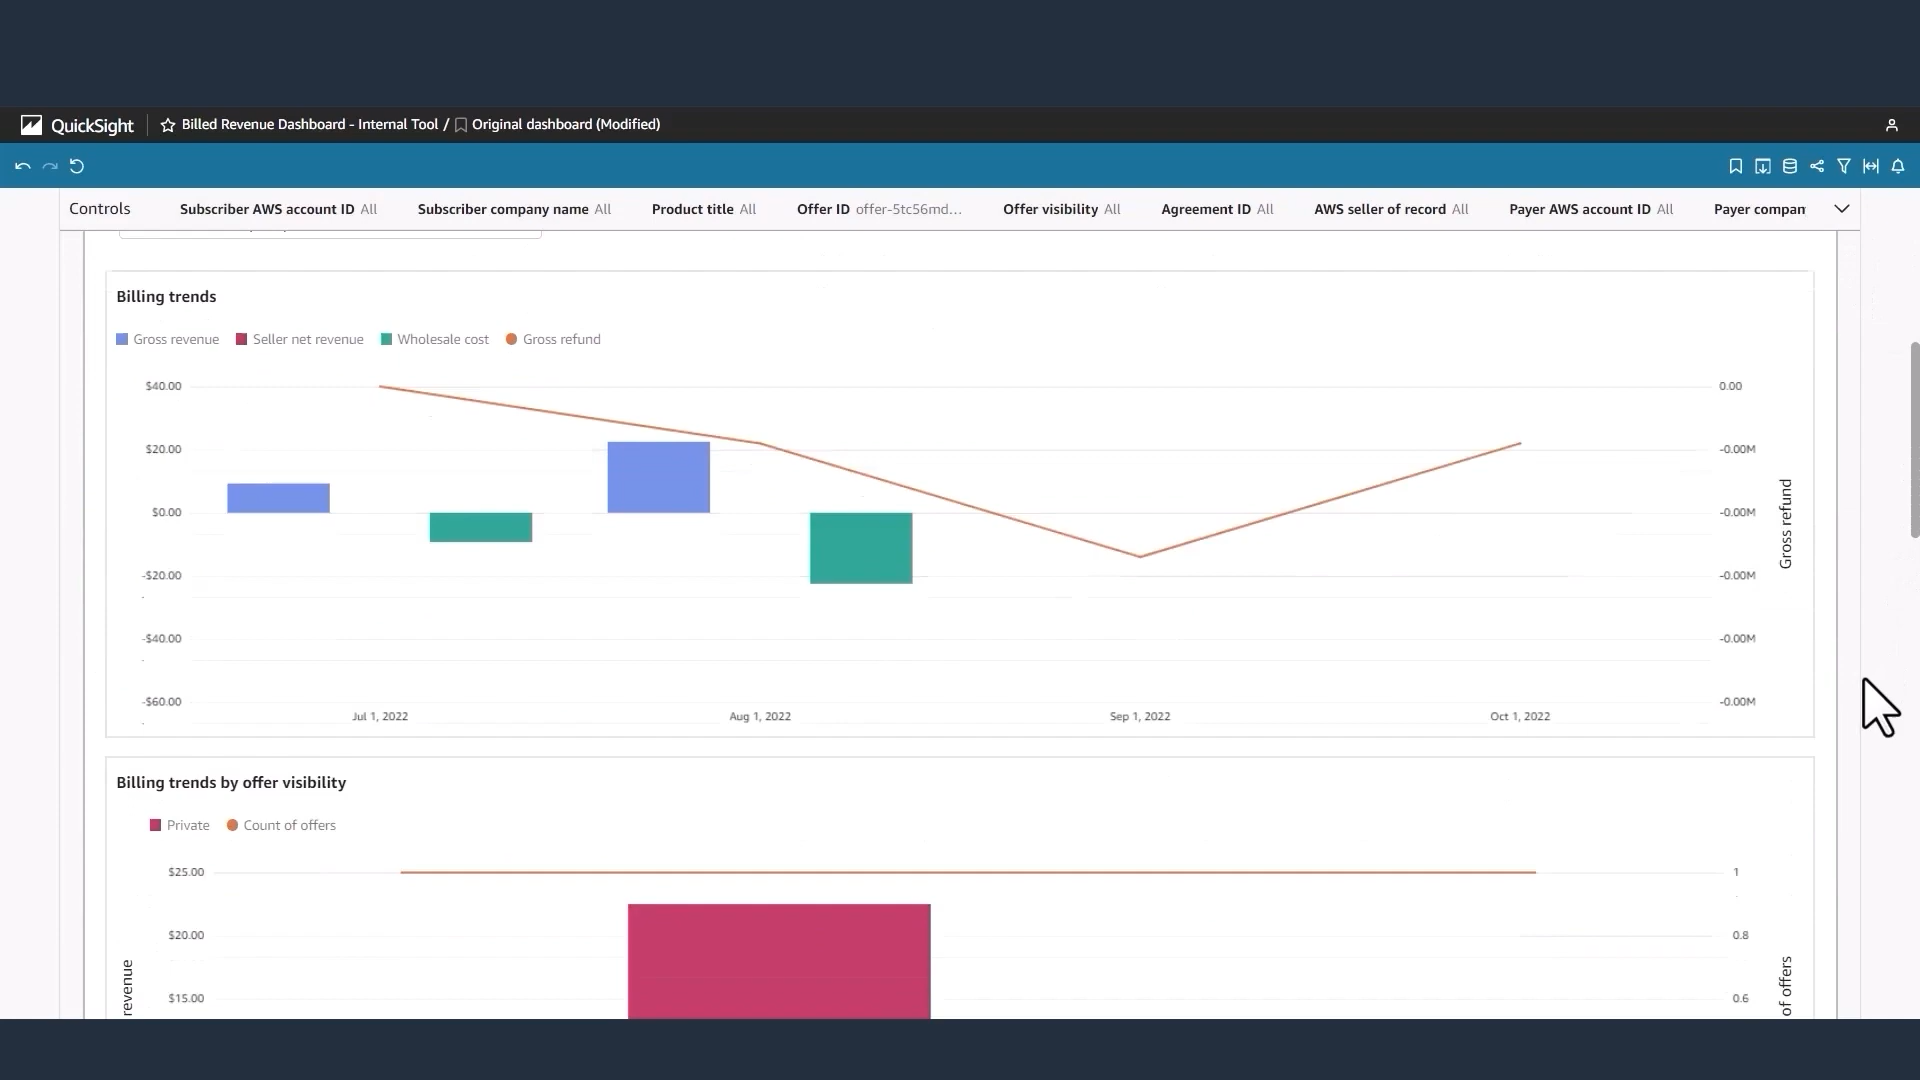 QuickSight
Billed Revenue Dashboard - Internal Tool / Original dashboard (Modified)
Controls Subscriber AWS account ID All Subscriber company name All Product title All Offer ID offer-5tc56md... Offer visibility All Agreement ID All AWS seller of record All Payer AWS account ID All Payer compan
Billing trends
Gross revenue Seller net revenue Wholesale cost Gross refund
$40.00 0.00
$20.00 -0.00M
$0.00 -0.00M
-$20.00 -0.00M
-$40.00 -0.00M
-$60.00 -0.00M
Gross refund
Jul 1, 2022 Aug 1, 2022 Sep 1, 2022 Oct 1, 2022
Billing trends by offer visibility
Private Count of offers
$25.00 1
$20.00 0.8
$15.00 0.6
revenue
of offers